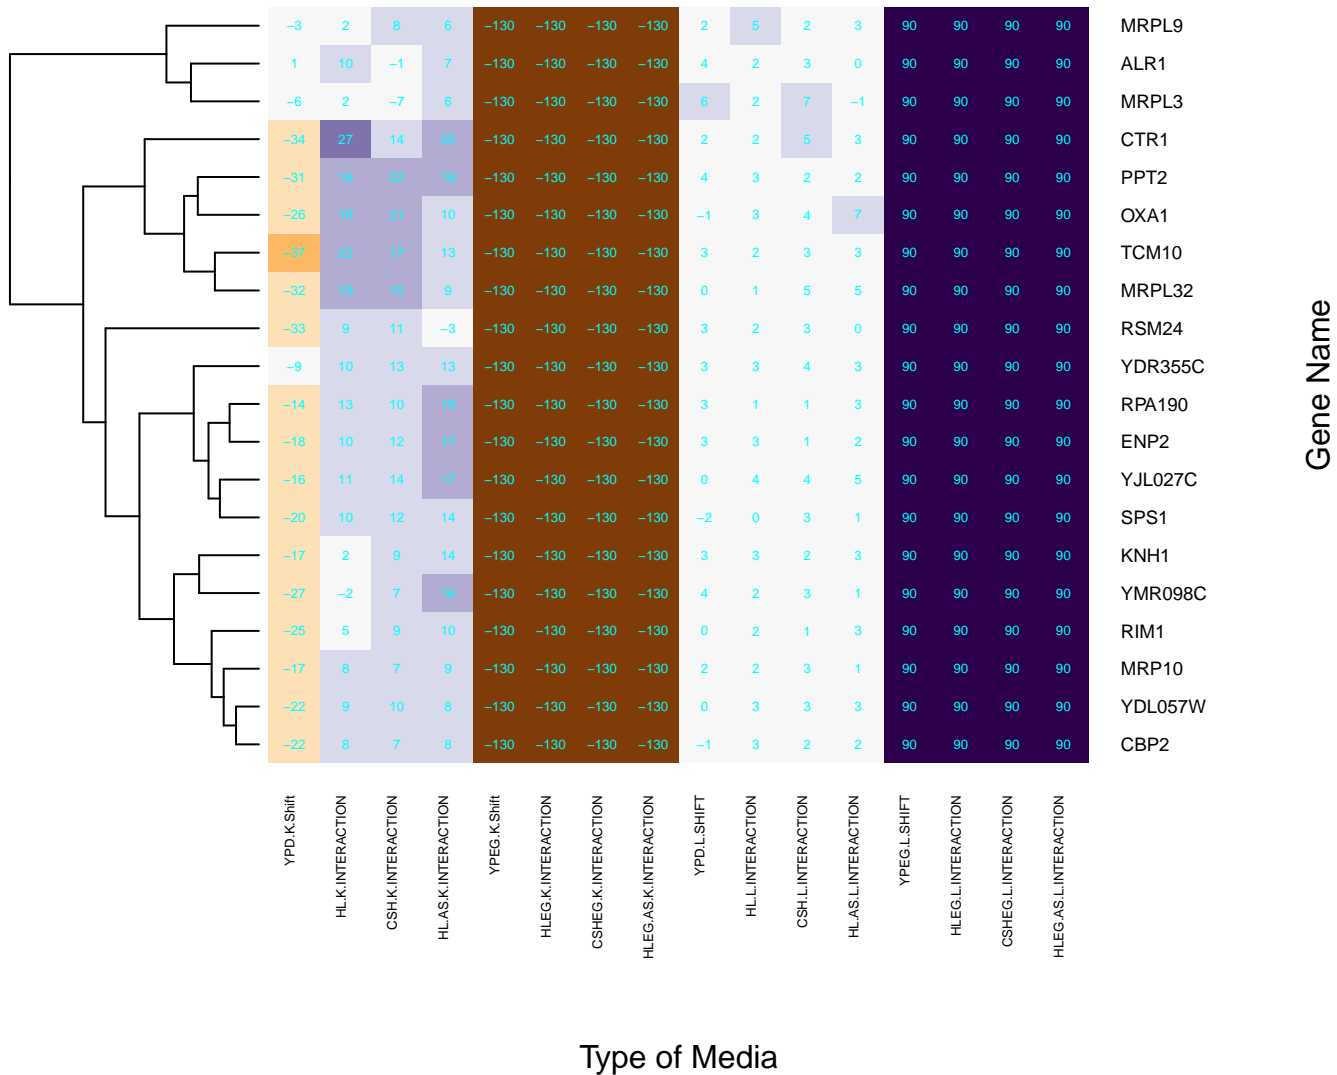 −3 2 8 6 −130 −130 −130 −130 2 5 2 3 90 90 90 90 MRPL9
1 10 −1 7 −130 −130 −130 −130 4 2 3 0 90 90 90 90 ALR1
−6 2 −7 6 −130 −130 −130 −130 6 2 7 −1 90 90 90 90 MRPL3
−34 27 14 25 −130 −130 −130 −130 2 2 5 3 90 90 90 90 CTR1
−31 16 22 18 −130 −130 −130 −130 4 3 2 2 90 90 90 90 PPT2
−26 21 10 −130 −130 −130 −130 −1 3 4 7 90 90 90 90 OXA1
−37 22 17 13 −130 −130 −130 −130 3 2 3 3 90 90 90 90 TCM10
−32 9 −130 −130 −130 −130 0 1 5 5 90 90 90 90 MRPL32
−33 9 11 −3 −130 −130 −130 −130 3 2 3 0 90 90 90 90 RSM24
−9 10 13 13 −130 −130 −130 −130 3 3 4 3 90 90 90 90 YDR355C
−14 13 10 19 −130 −130 −130 −130 3 1 1 3 90 90 90 90 RPA190
−18 10 12 17 −130 −130 −130 −130 3 3 1 2 90 90 90 90 ENP2
−16 11 14 17 −130 −130 −130 −130 0 4 4 5 90 90 90 90 YJL027C
−20 10 12 14 −130 −130 −130 −130 −2 0 3 1 90 90 90 90 SPS1
−17 2 9 14 −130 −130 −130 −130 3 3 2 3 90 90 90 90 KNH1
−27 −2 7 −130 −130 −130 −130 4 2 3 1 90 90 90 90 YMR098C
−25 5 9 10 −130 −130 −130 −130 0 2 1 3 90 90 90 90 RIM1
−17 8 7 9 −130 −130 −130 −130 2 2 3 1 90 90 90 90 MRP10
−22 9 10 8 −130 −130 −130 −130 0 3 3 3 90 90 90 90 YDL057W
−22 8 7 8 −130 −130 −130 −130 −1 3 2 2 90 90 90 90 CBP2
YPD.K.Shift
HL.K.INTERACTION
CSH.K.INTERACTION
HL.AS.K.INTERACTION
YPEG.K.Shift
HLEG.K.INTERACTION
CSHEG.K.INTERACTION
HLEG.AS.K.INTERACTION
YPD.L.SHIFT
HL.L.INTERACTION
CSH.L.INTERACTION
HL.AS.L.INTERACTION
YPEG.L.SHIFT
HLEG.L.INTERACTION
CSHEG.L.INTERACTION
HLEG.AS.L.INTERACTION
Type of Media
Gene Name